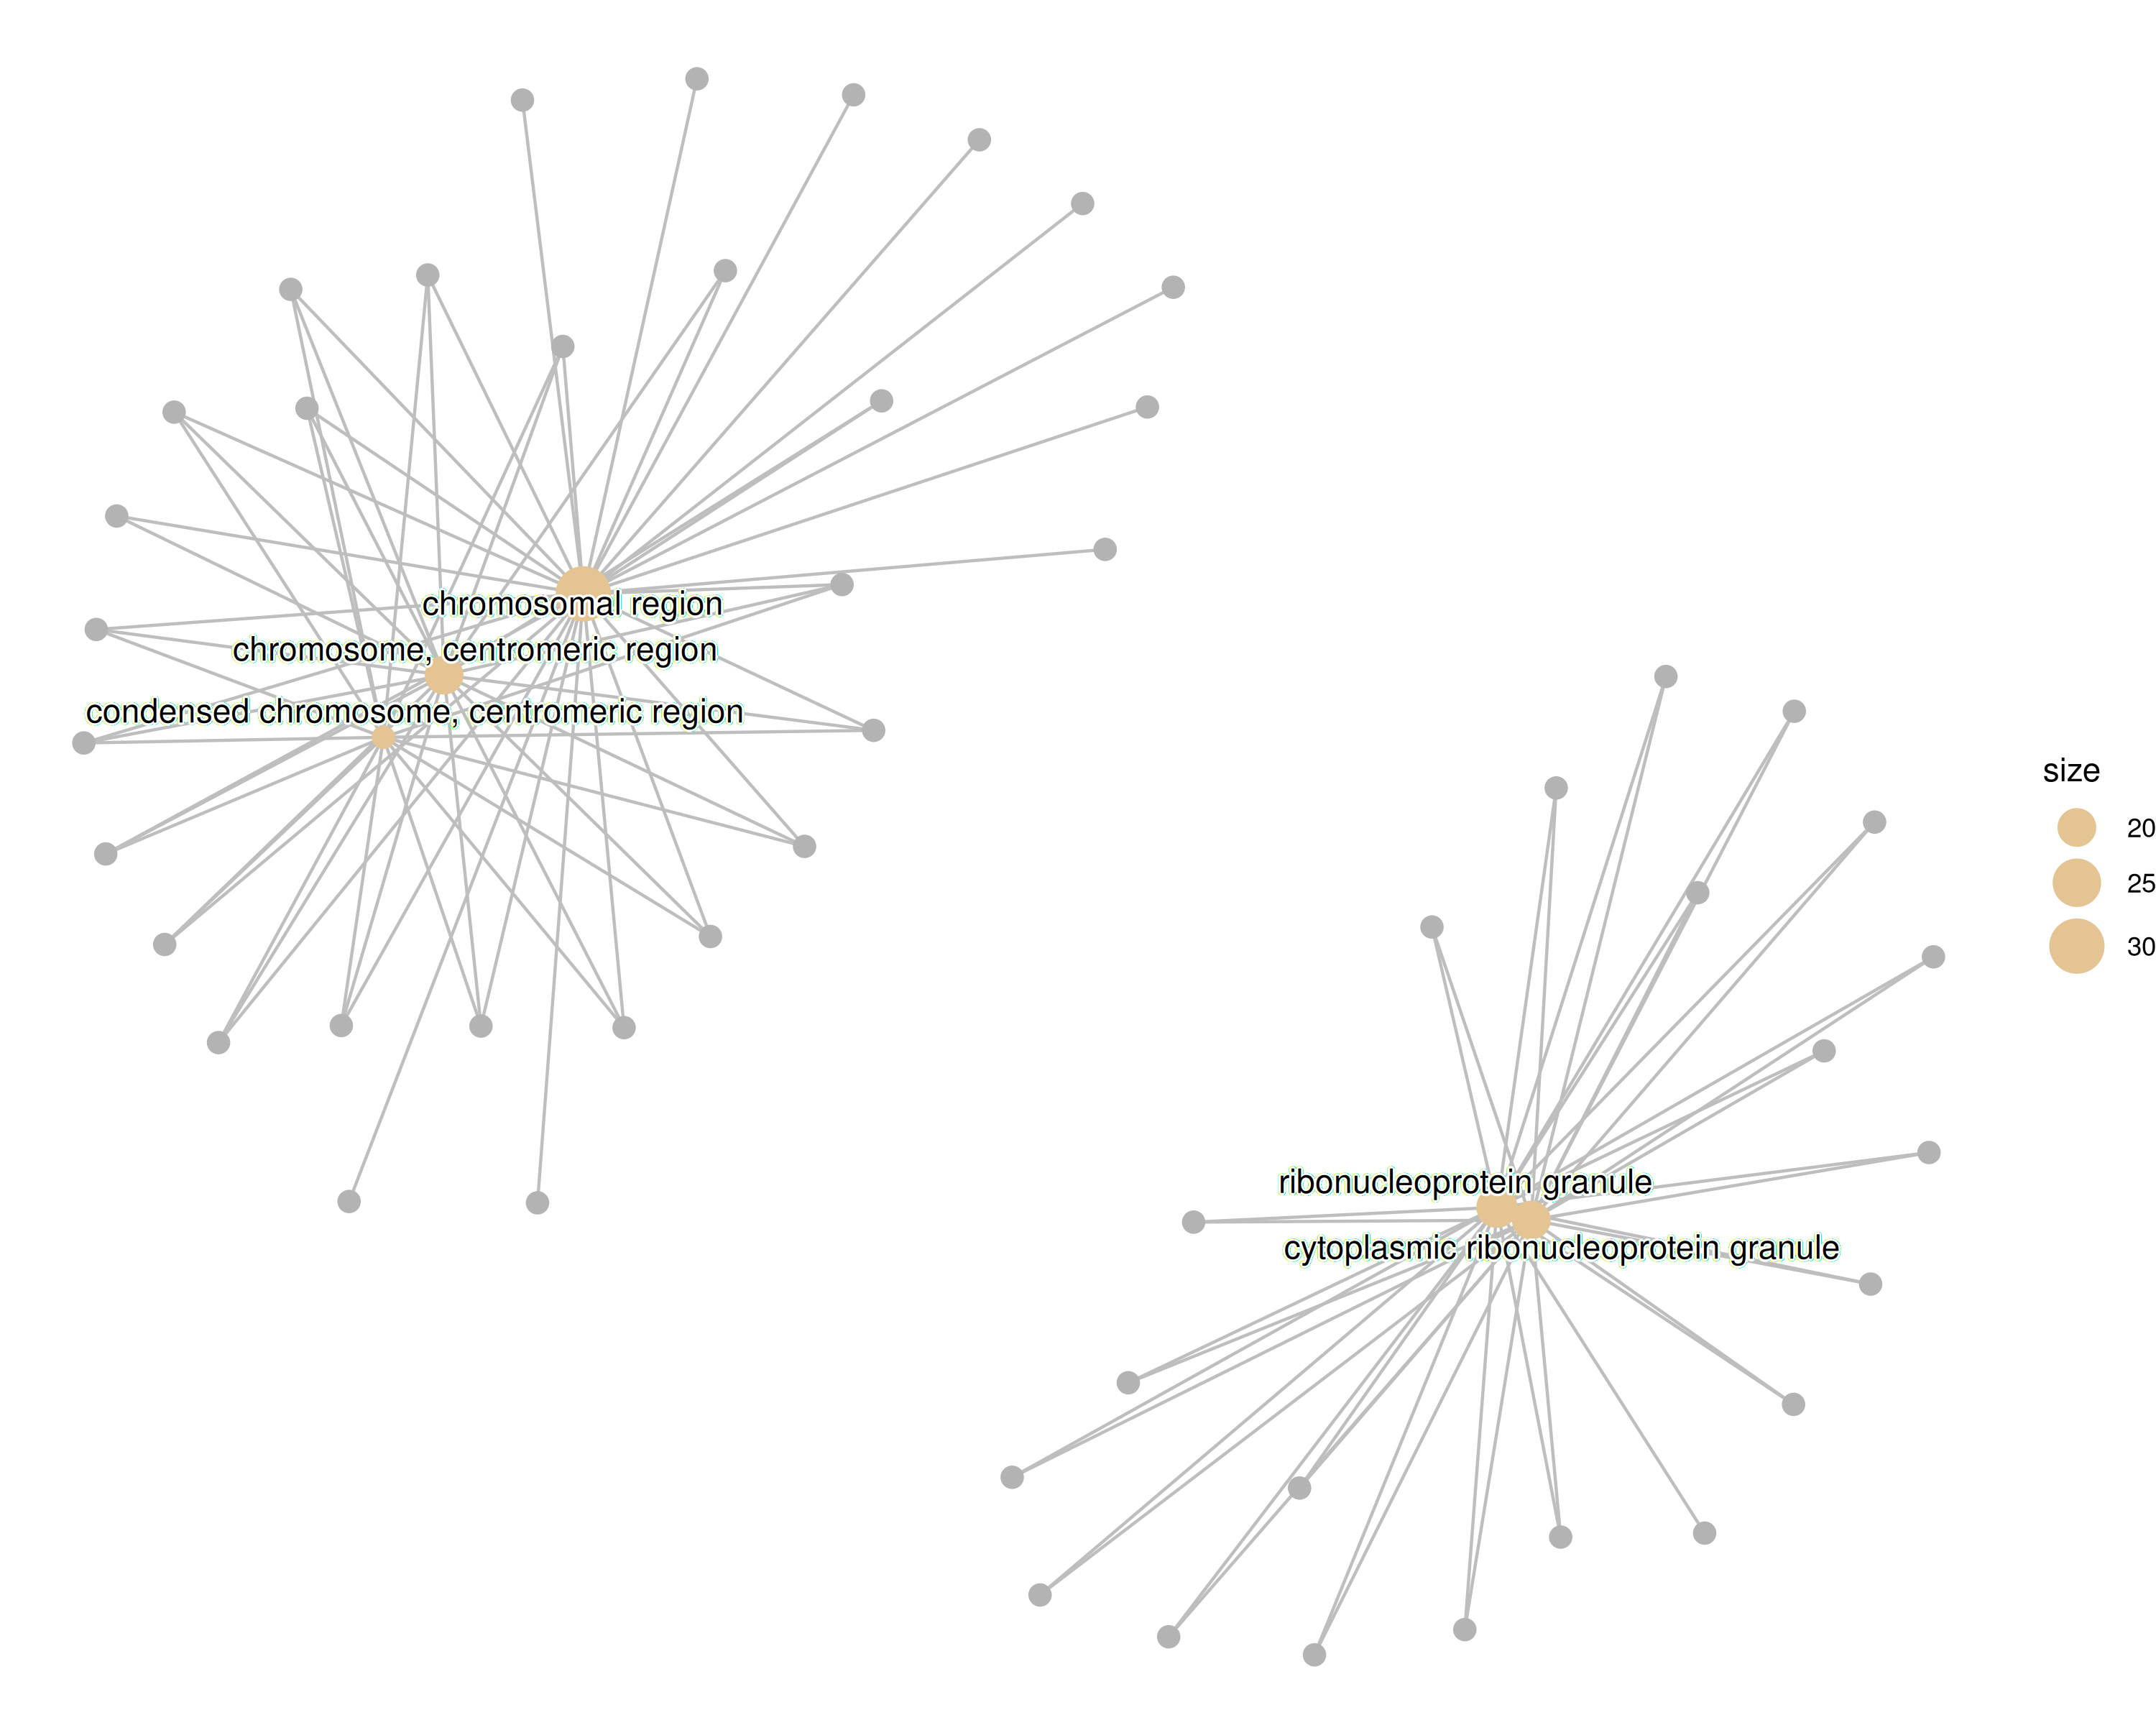 chromosomal region
chromosome, centromeric region
condensed chromosome, centromeric region
size
20
25
30
ribonucleoprotein granule
cytoplasmic ribonucleoprotein granule